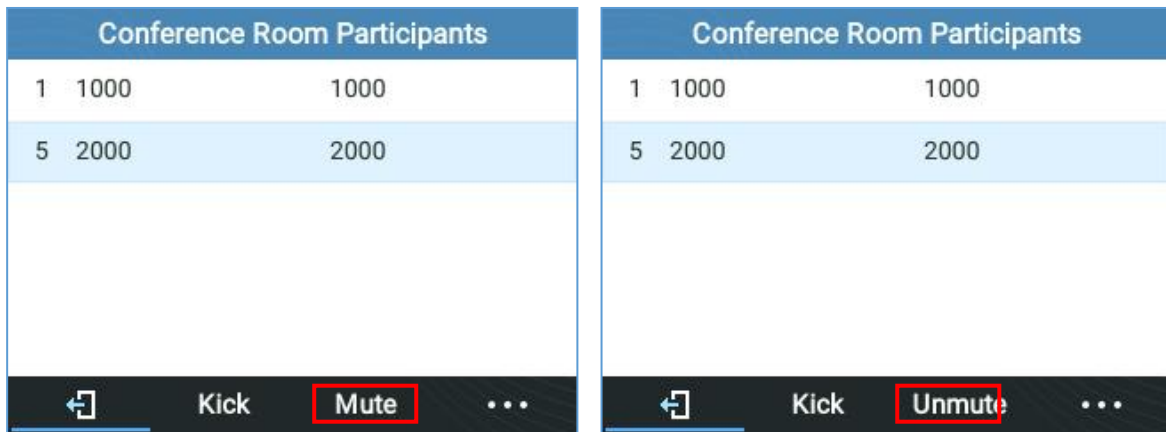 Conference Room Participants
1 1000 1000
5 2000 2000
Kick Mute ...
Conference Room Participants
1 1000 1000
5 2000 2000
Kick Unmute ...